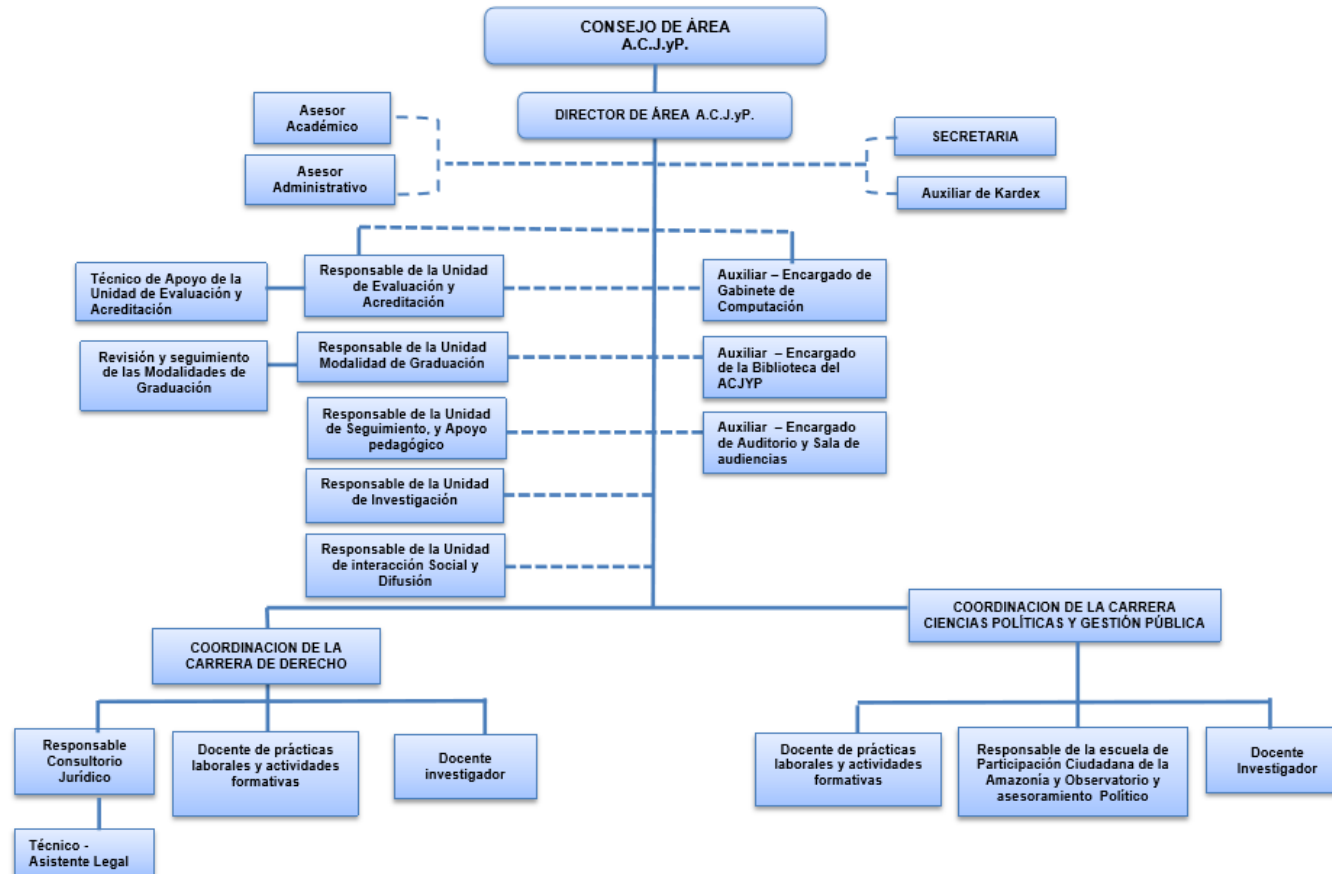 CONSEJO DE ÁREA
A.C.J.yP.
DIRECTOR DE ÁREA A.C.J.yP.
Asesor
Académico
Asesor
Administrativo
SECRETARIA
Auxiliar de Kardex
Técnico de Apoyo de la
Unidad de Evaluación y
Acreditación
Responsable de la Unidad
de Evaluación y
Acreditación
Auxiliar – Encargado de
Gabinete de
Computación
Revisión y seguimiento
de las Modalidades de
Graduación
Responsable de la Unidad
Modalidad de Graduación
Auxiliar – Encargado
de la Biblioteca del
ACJYP
Responsable de la Unidad
de Seguimiento, y Apoyo
pedagógico
Auxiliar – Encargado
de Auditorio y Sala de
audiencias
Responsable de la Unidad
de Investigación
Responsable de la Unidad
de interacción Social y
Difusión
COORDINACION DE LA
CARRERA DE DERECHO
COORDINACION DE LA CARRERA
CIENCIAS POLÍTICAS Y GESTIÓN PÚBLICA
Responsable
Consultorio
Jurídico
Docente de prácticas
laborales y actividades
formativas
Docente
investigador
Técnico -
Asistente Legal
Docente de prácticas
laborales y actividades
formativas
Responsable de la escuela de
Participación Ciudadana de la
Amazonía y Observatorio y
asesoramiento Político
Docente
Investigador